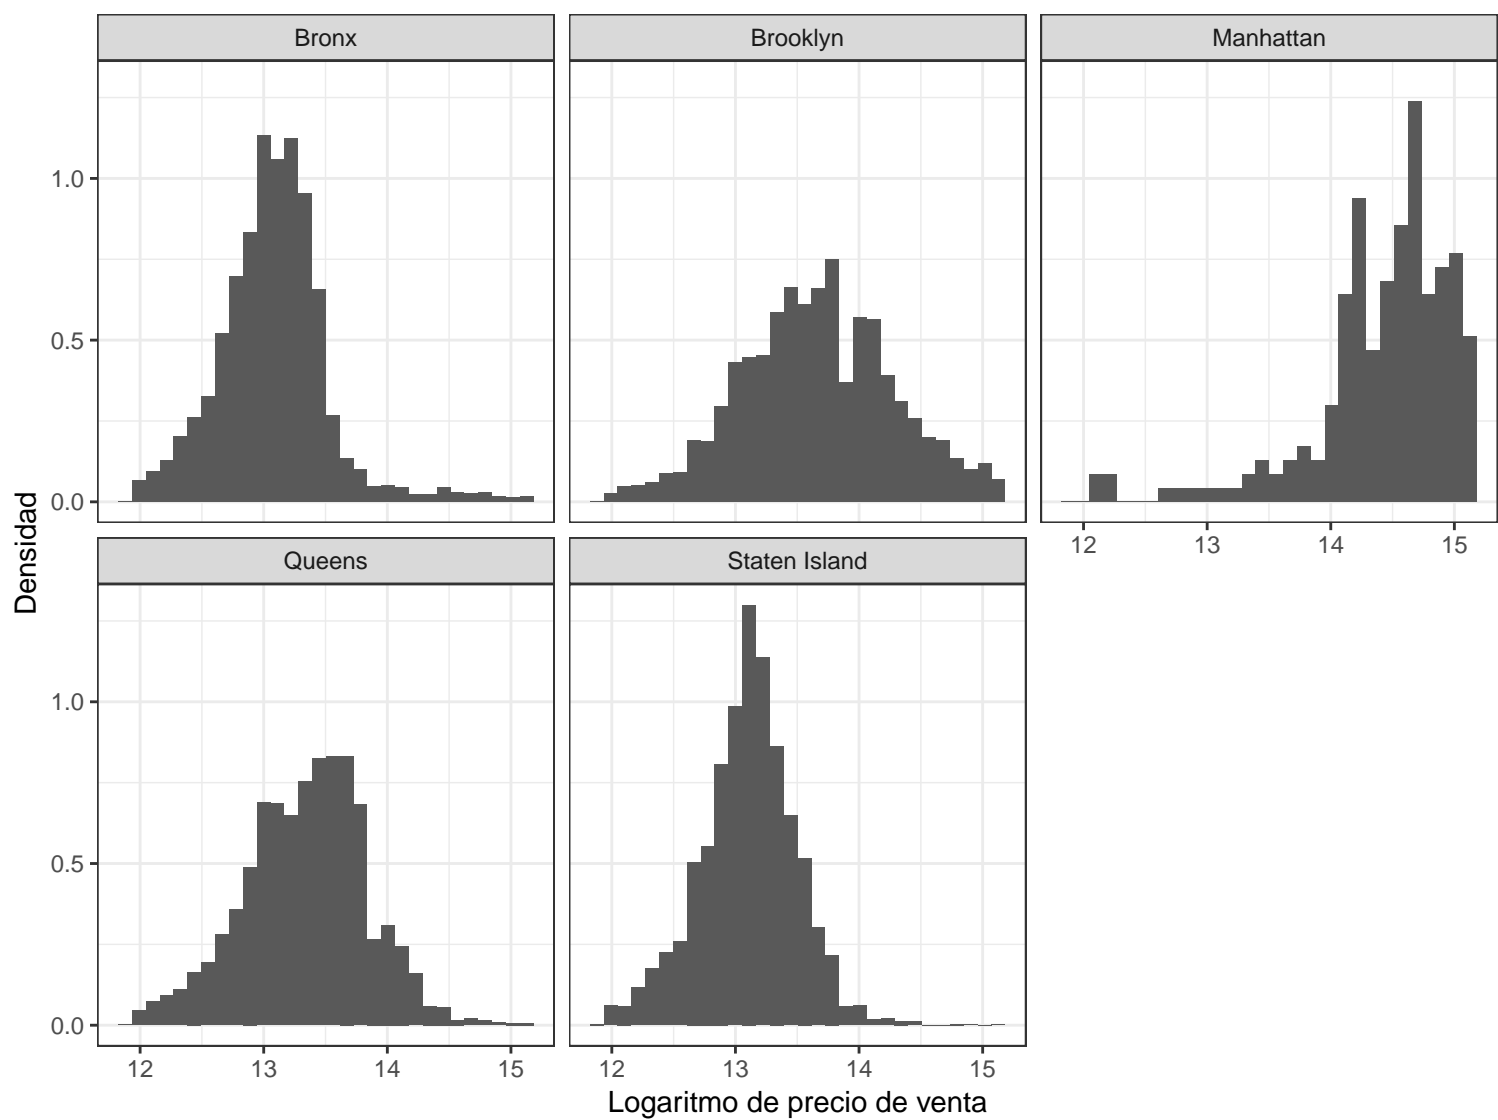 Bronx
Brooklyn
Manhattan
1.0
0.5
0.0
12 13 14 15
Queens
Staten Island
1.0
0.5
0.0
12 13 14 15
12 13 14 15
Densidad
Logaritmo de precio de venta